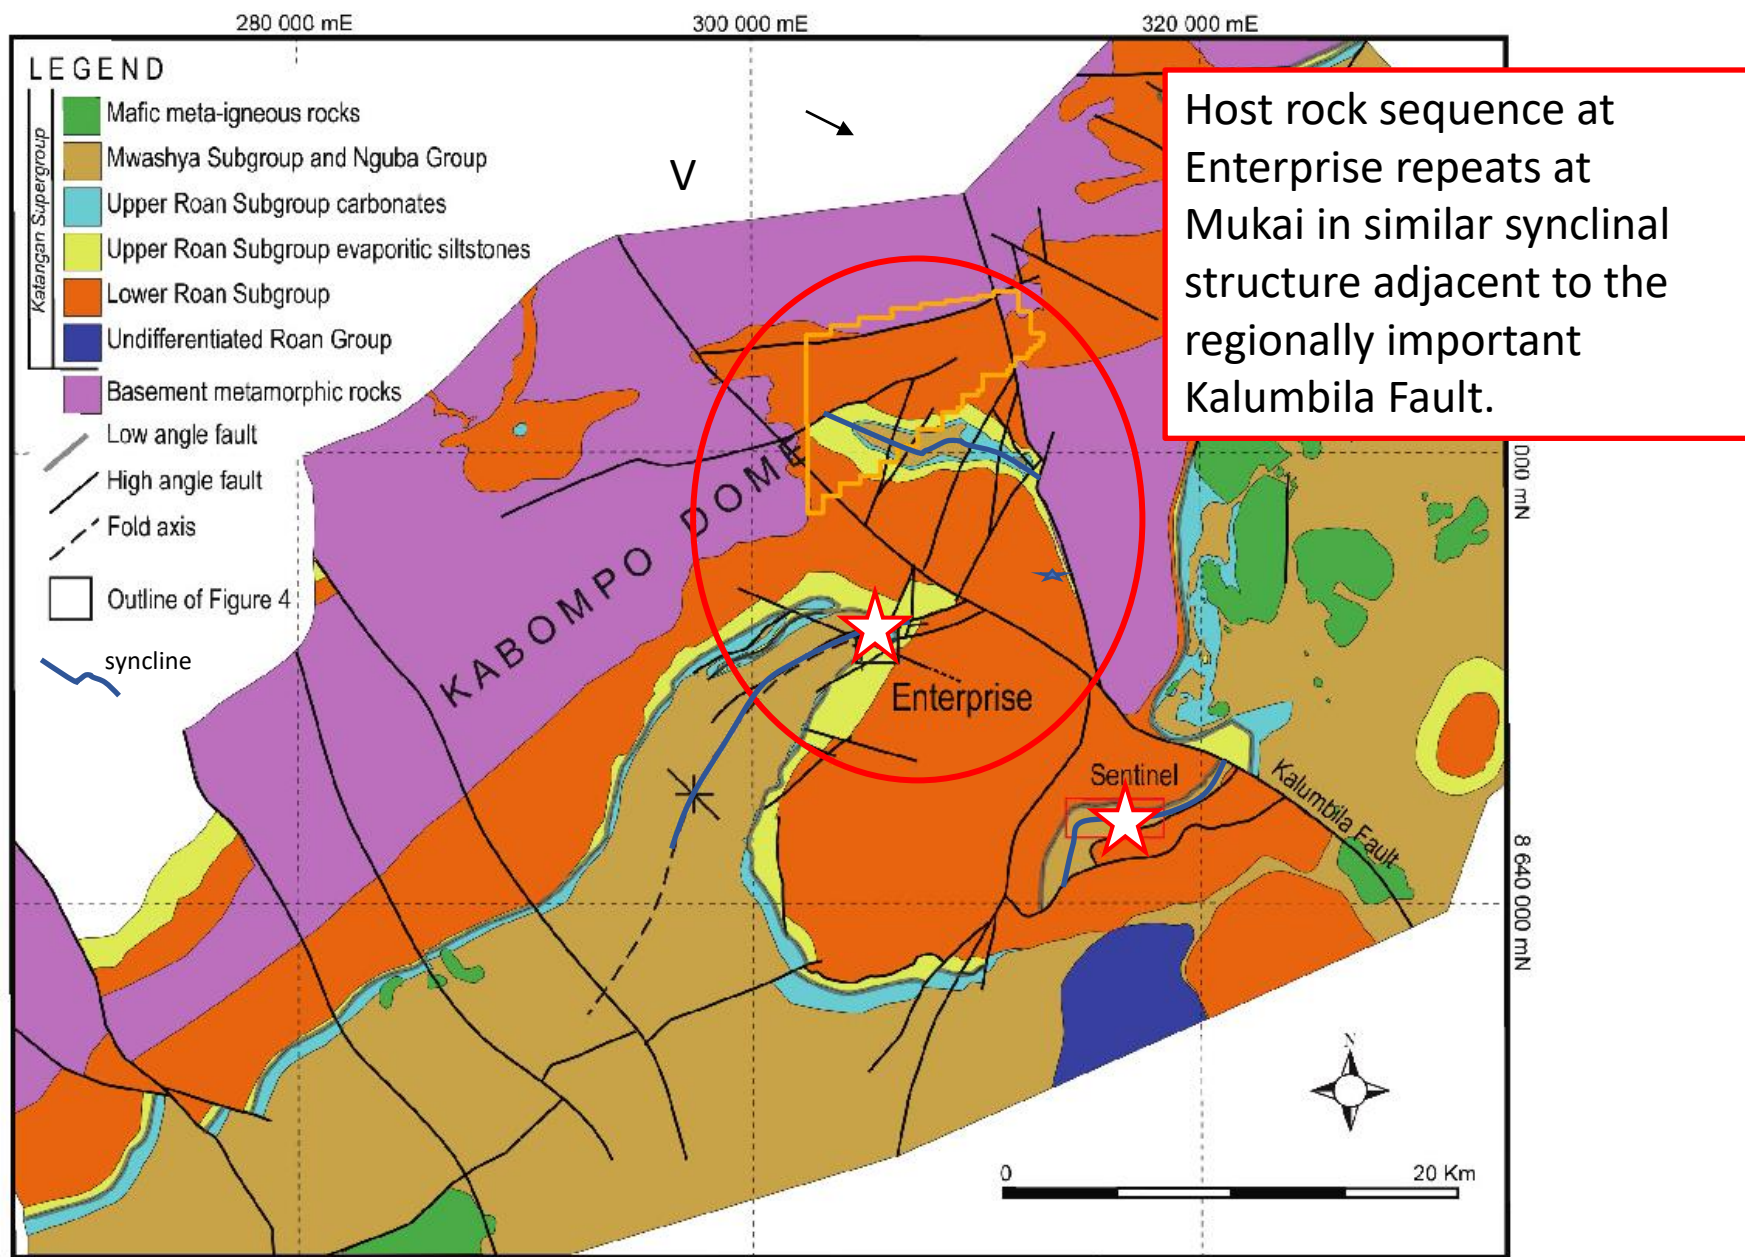 280 000 mE
300 000 mE
320 000 mE
LEGEND
Katangan Supergroup
Mafic meta-igneous rocks
Mwashya Subgroup and Nguba Group
Upper Roan Subgroup carbonates
Upper Roan Subgroup evaporitic siltstones
Lower Roan Subgroup
Undifferentiated Roan Group
Basement metamorphic rocks
Low angle fault
High angle fault
Fold axis
Outline of Figure 4
syncline
V
Host rock sequence at
Enterprise repeats at
Mukai in similar synclinal
structure adjacent to the
regionally important
Kalumbila Fault.
000 mN
KABOMPO DOME
Enterprise
Sentinel
Kalumbila Fault
8 640 000 mN
N
0
20 Km